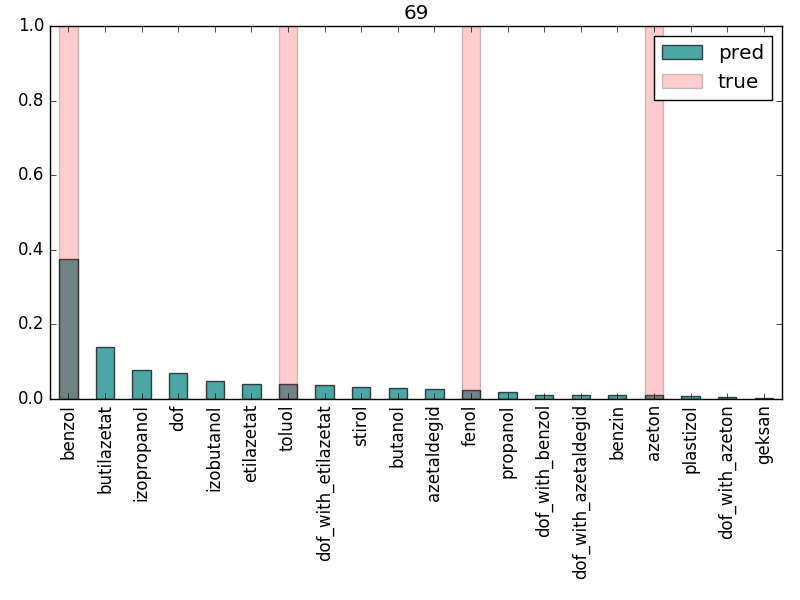 69
1.0
0.8
0.6
0.4
0.2
0.0
pred
true
benzol
butilazetat
izopropanol
dof
izobutanol
etilazetat
toluol
dof_with_etilazetat
stirol
butanol
azetaldegid
fenol
propanol
dof_with_benzol
dof_with_azetaldegid
benzin
azeton
plastizol
dof_with_azeton
geksan